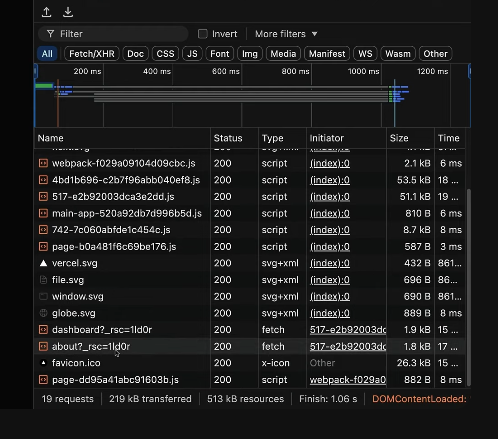 Filter
Invert
More filters ▼
All Fetch/XHR Doc CSS JS Font Img Media Manifest WS Wasm Other
200 ms 400 ms 600 ms 800 ms 1000 ms 1200 ms
Name Status Type Initiator Size Time
webpack-f029a09104d09cbc.js 200 script (index):0 2.1 kB 6 ms
4bd1b696-c2b7f96abb040ef8.js 200 script (index):0 53.5 kB 18 ...
517-e2b92003dca3e2dd.js 200 script (index):0 51.1 kB 19 ...
main-app-520a92db7d996b5d.js 200 script (index):0 810 B 6 ms
742-7c060abfde1c454c.js 200 script (index):0 8.7 kB 8 ms
page-b0a481f6c69be176.js 200 script (index):0 587 B 3 ms
vercel.svg 200 svg+xml (index):0 432 B 861...
file.svg 200 svg+xml (index):0 696 B 86...
window.svg 200 svg+xml (index):0 690 B 861...
globe.svg 200 svg+xml (index):0 889 B 8 ms
dashboard?_rsc=1ld0r 200 fetch 517-e2b92003dc 1.9 kB 15 ...
about?_rsc=1ld0r 200 fetch 517-e2b92003dc 1.8 kB 17 ...
favicon.ico 200 x-icon Other 26.3 kB 15 ...
page-dd95a41abc91603b.js 200 script webpack-f029a0 882 B 8 ms
19 requests 219 kB transferred 513 kB resources Finish: 1.06 s DOMContentLoaded: